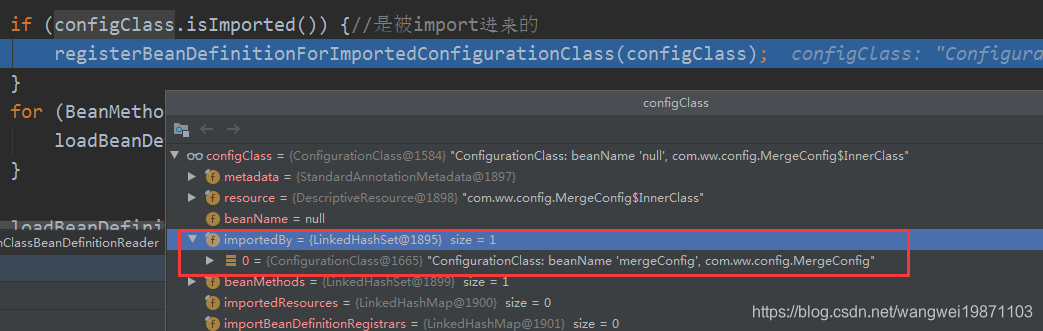 if (configClass.isImported()) {//是被import进来的
registerBeanDefinitionForImportedConfigurationClass(configClass); configClass: "Configura
}
for (BeanMetho
loadBeanDe
}
loadBeanDefini
nClassBeanDefinitionReader
configClass
configClass = {ConfigurationClass@1584} "ConfigurationClass: beanName 'null', com.ww.config.MergeConfig$InnerClass"
metadata = {StandardAnnotationMetadata@1897}
resource = {DescriptiveResource@1898} "com.ww.config.MergeConfig$InnerClass"
beanName = null
importedBy = {LinkedHashSet@1895} size = 1
0 = {ConfigurationClass@1665} "ConfigurationClass: beanName 'mergeConfig', com.ww.config.MergeConfig"
beanMethods = {LinkedHashSet@1899} size = 1
importedResources = {LinkedHashMap@1900} size = 0
importBeanDefinitionRegistrars = {LinkedHashMap@1901} size = 0
https://blog.csdn.net/wangwei19871103